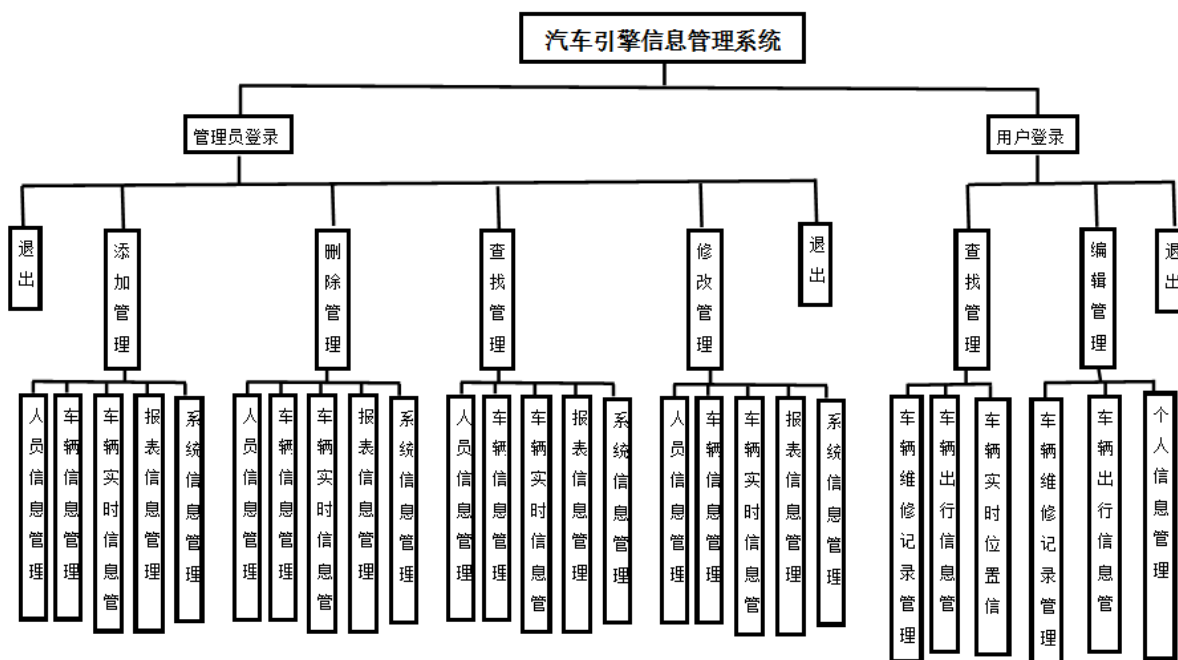 汽车引擎信息管理系统
管理员登录
用户登录
退出
添加管理
删除管理
查找管理
修改管理
退出
查找管理
编辑管理
退出
人员信息管理
车辆信息管理
车辆实时信息管
报表信息管理
系统信息管理
人员信息管理
车辆信息管理
车辆实时信息管
报表信息管理
系统信息管理
人员信息管理
车辆信息管理
车辆实时信息管
报表信息管理
系统信息管理
人员信息管理
车辆信息管理
车辆实时信息管
报表信息管理
系统信息管理
车辆维修记录管理
车辆出行信息管
车辆实时位置信
车辆维修记录管理
车辆出行信息管
个人信息管理